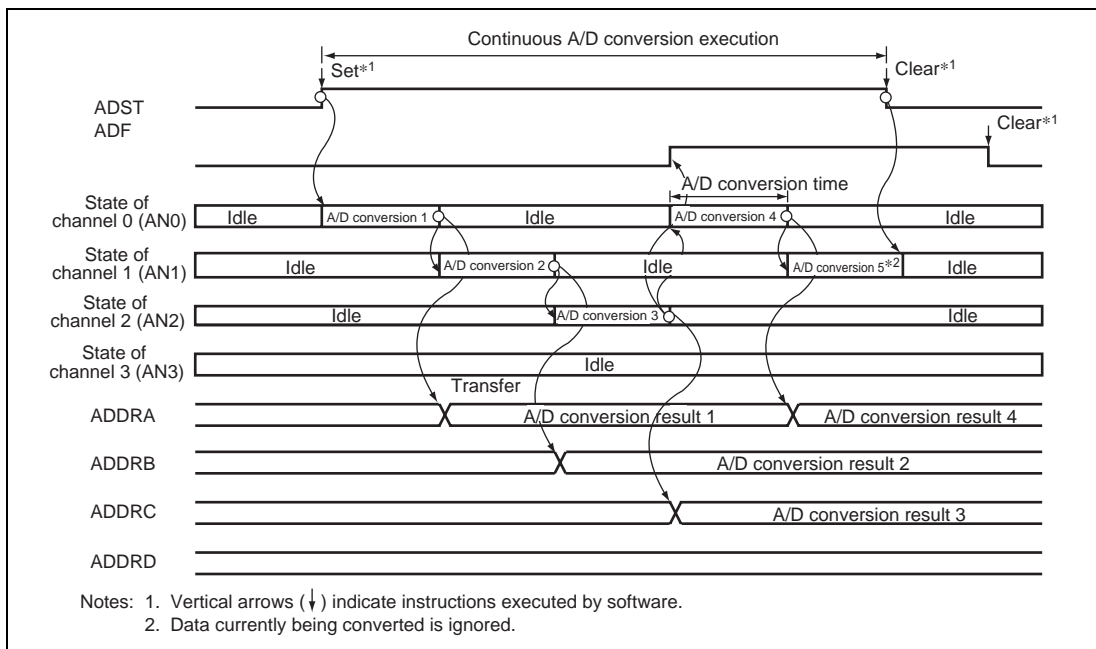 Continuous A/D conversion execution
Set*1
Clear*1
ADST
ADF
Clear*1
A/D conversion time
State of
channel 0 (AN0)
Idle
A/D conversion 1
Idle
A/D conversion 4
Idle
State of
channel 1 (AN1)
Idle
A/D conversion 2
Idle
A/D conversion 5*2
Idle
State of
channel 2 (AN2)
Idle
A/D conversion 3
Idle
State of
channel 3 (AN3)
Idle
Transfer
ADDRA
A/D conversion result 1
A/D conversion result 4
ADDRB
A/D conversion result 2
ADDRC
A/D conversion result 3
ADDRD
Notes: 1. Vertical arrows (↓) indicate instructions executed by software.
2. Data currently being converted is ignored.